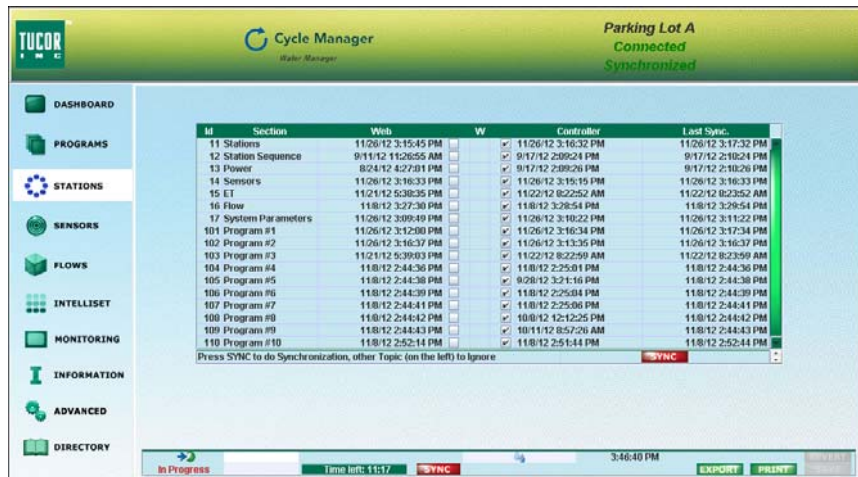 TUCOR
INC
Cycle Manager
Water Manager
Parking Lot A
Connected
Synchronized
DASHBOARD
PROGRAMS
STATIONS
SENSORS
FLOWS
INTELLISET
MONITORING
INFORMATION
ADVANCED
DIRECTORY
Id Section Web W Controller Last Sync.
11 Stations 11/26/12 3:15:45 PM 11/26/12 3:16:32 PM 11/26/12 3:17:32 PM
12 Station Sequence 9/11/12 11:26:55 AM 9/17/12 2:09:24 PM 9/17/12 2:10:24 PM
13 Power 8/24/12 4:27:01 PM 9/17/12 2:09:26 PM 9/17/12 2:10:26 PM
14 Sensors 11/26/12 3:16:33 PM 11/26/12 3:15:15 PM 11/26/12 3:16:33 PM
15 ET 11/21/12 5:38:35 PM 11/22/12 8:22:52 AM 11/22/12 8:23:52 AM
16 Flow 11/8/12 3:27:30 PM 11/8/12 3:28:54 PM 11/8/12 3:29:54 PM
17 System Parameters 11/26/12 3:09:49 PM 11/26/12 3:10:22 PM 11/26/12 3:11:22 PM
101 Program #1 11/26/12 3:12:00 PM 11/26/12 3:16:34 PM 11/26/12 3:17:34 PM
102 Program #2 11/26/12 3:16:37 PM 11/26/12 3:13:35 PM 11/26/12 3:16:37 PM
103 Program #3 11/21/12 5:39:03 PM 11/22/12 8:22:59 AM 11/22/12 8:23:59 AM
104 Program #4 11/8/12 2:44:36 PM 11/8/12 2:25:01 PM 11/8/12 2:44:36 PM
105 Program #5 11/8/12 2:44:38 PM 9/28/12 3:21:16 PM 11/8/12 2:44:38 PM
106 Program #6 11/8/12 2:44:39 PM 11/8/12 2:25:04 PM 11/8/12 2:44:39 PM
107 Program #7 11/8/12 2:44:41 PM 11/8/12 2:25:06 PM 11/8/12 2:44:41 PM
108 Program #8 11/8/12 2:44:42 PM 10/8/12 12:12:25 PM 11/8/12 2:44:42 PM
109 Program #9 11/8/12 2:44:43 PM 10/11/12 8:57:26 AM 11/8/12 2:44:43 PM
110 Program #10 11/8/12 2:52:14 PM 11/8/12 2:51:44 PM 11/8/12 2:52:44 PM
Press SYNC to do Synchronization, other Topic (on the left) to Ignore SYNC
In Progress Time left: 11:17 SYNC 3:46:40 PM EXPORT PRINT